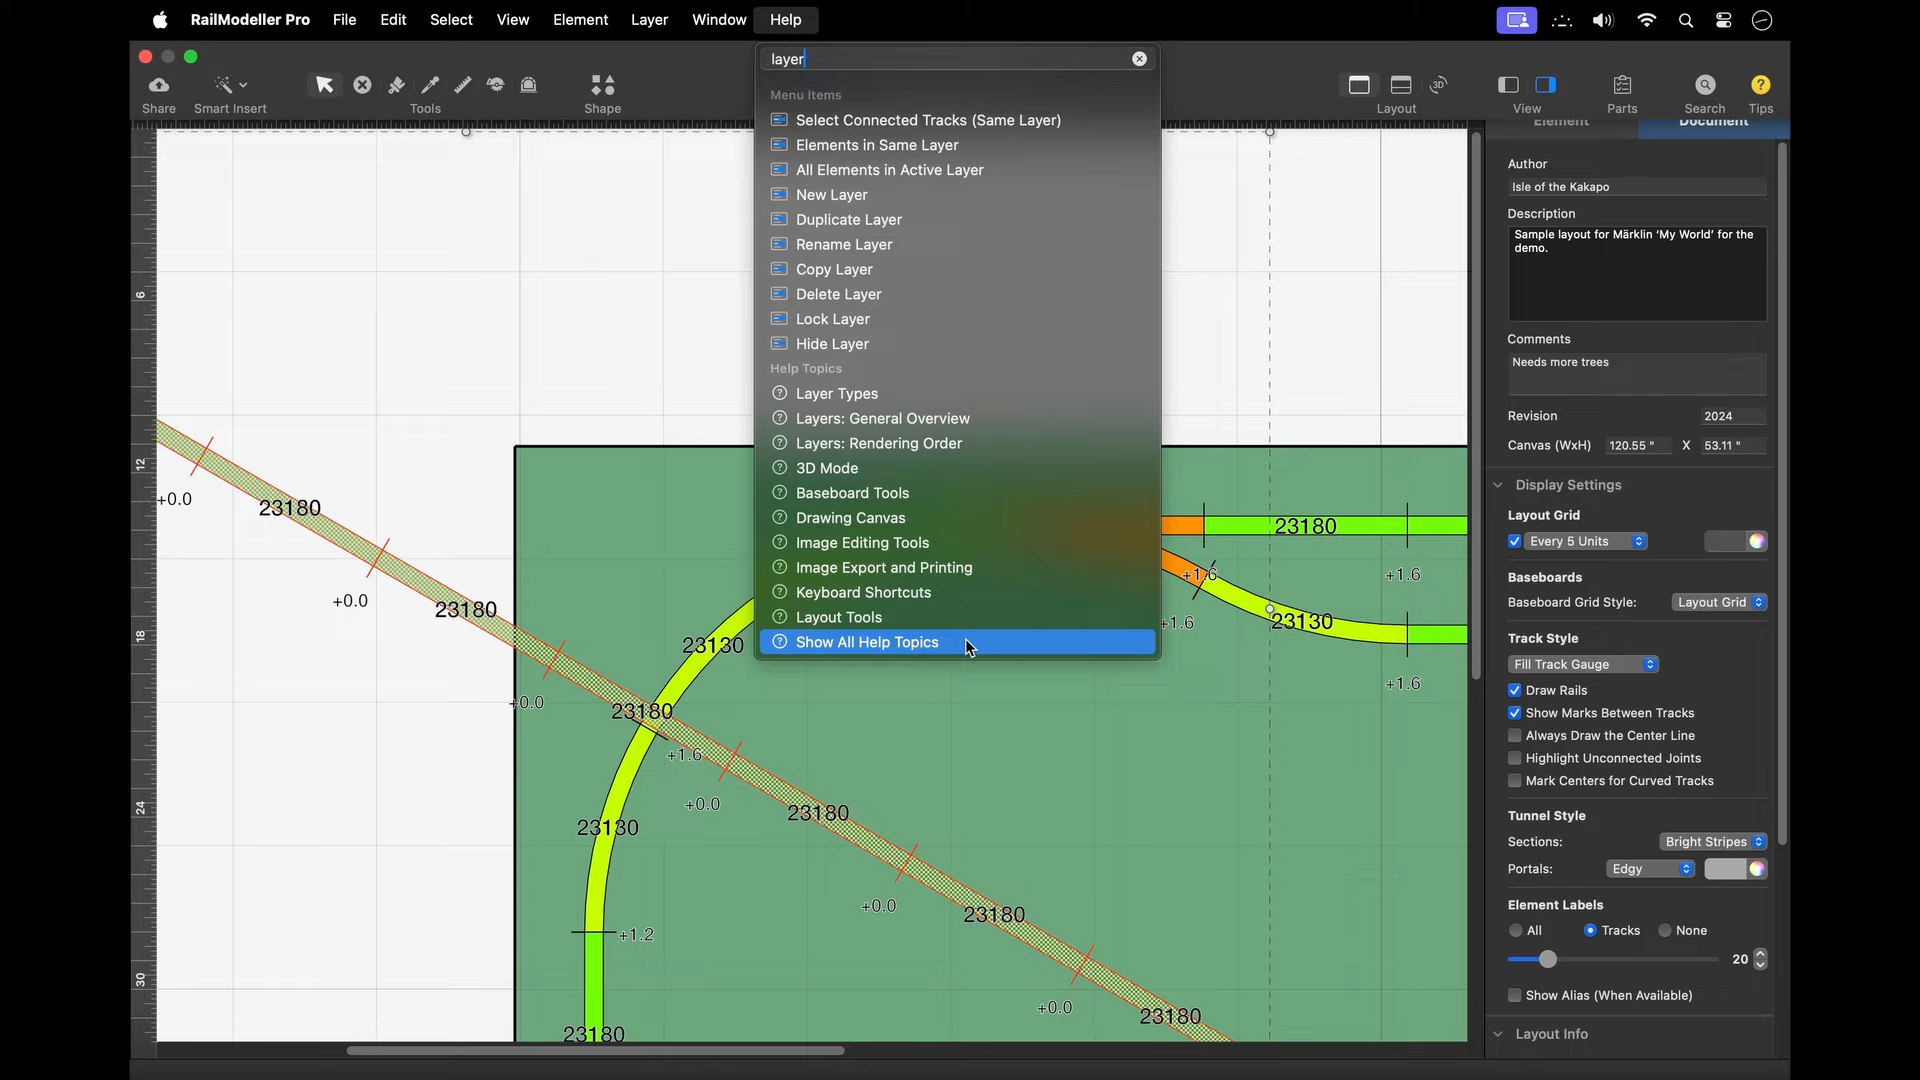 RailModeller Pro File Edit Select View Element Layer Window Help
layer
Share Smart Insert Tools Shape Layout View Parts Search Tips
Menu Items
Select Connected Tracks (Same Layer)
Elements in Same Layer
All Elements in Active Layer
New Layer
Duplicate Layer
Rename Layer
Copy Layer
Delete Layer
Lock Layer
Hide Layer
Help Topics
Layer Types
Layers: General Overview
Layers: Rendering Order
3D Mode
Baseboard Tools
Drawing Canvas
Image Editing Tools
Image Export and Printing
Keyboard Shortcuts
Layout Tools
Show All Help Topics
6
12
18
24
30
+0.0
23180
+0.0
23180
+0.0
23180
23130
+1.6
+0.0
23180
23130
+0.0
23180
+1.2
+0.0
23180
23180
23180
+1.6
+1.6
+1.6
23130
+1.6
Element Document
Author
Isle of the Kakapo
Description
Sample layout for Märklin ‘My World’ for the
demo.
Comments
Needs more trees
Revision 2024
Canvas (WxH) 120.55 " X 53.11 "
Display Settings
Layout Grid
Every 5 Units
Baseboards
Baseboard Grid Style: Layout Grid
Track Style
Fill Track Gauge
Draw Rails
Show Marks Between Tracks
Always Draw the Center Line
Highlight Unconnected Joints
Mark Centers for Curved Tracks
Tunnel Style
Sections: Bright Stripes
Portals: Edgy
Element Labels
All Tracks None
20
Show Alias (When Available)
Layout Info